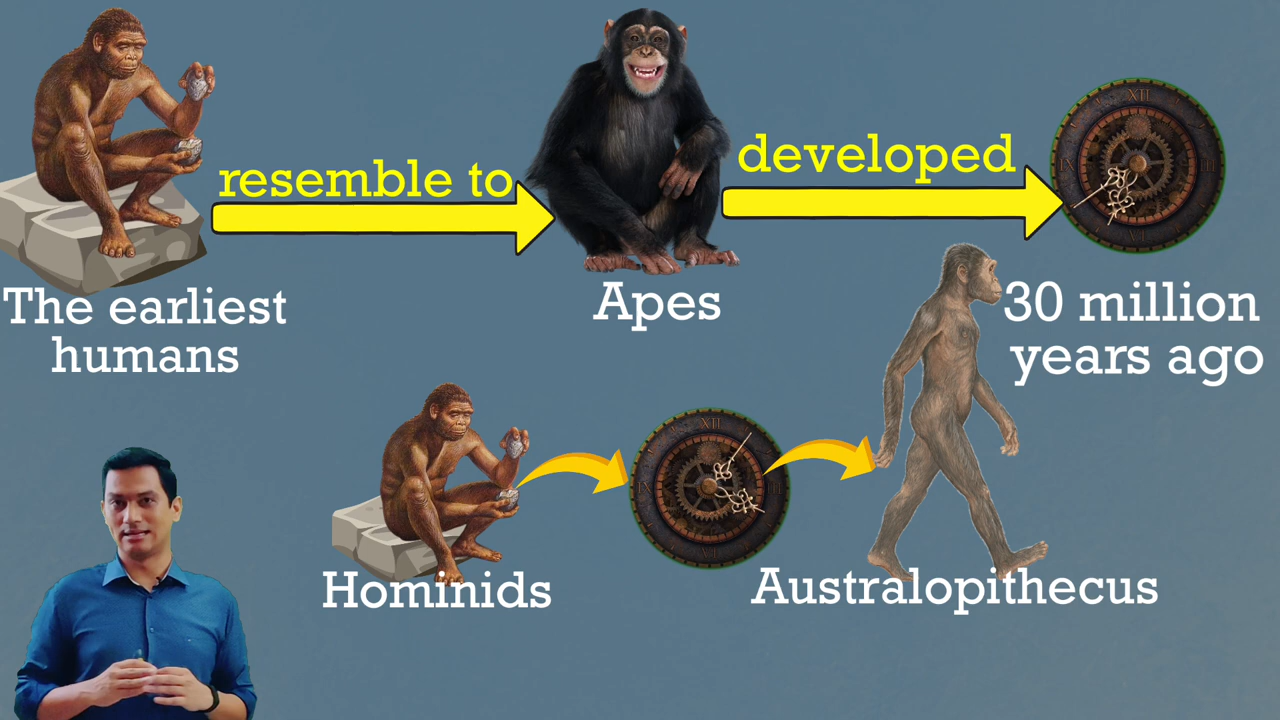 resemble to
developed
The earliest
humans
Apes
30 million
years ago
Hominids
Australopithecus